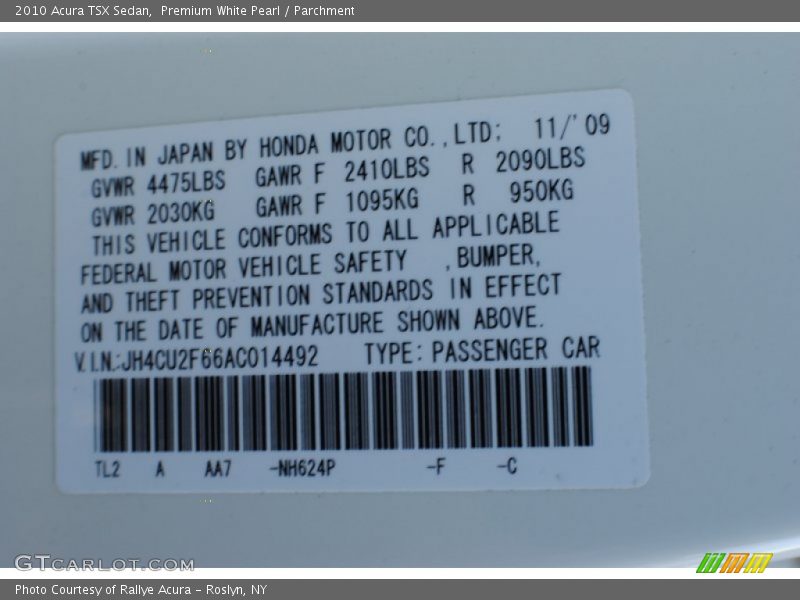 2010 Acura TSX Sedan, Premium White Pearl / Parchment
MFD. IN JAPAN BY HONDA MOTOR CO.,LTD; 11/'09
GVWR 4475LBS GAWR F 2410LBS R 2090LBS
GVWR 2030KG GAWR F 1095KG R 950KG
THIS VEHICLE CONFORMS TO ALL APPLICABLE
FEDERAL MOTOR VEHICLE SAFETY ,BUMPER,
AND THEFT PREVENTION STANDARDS IN EFFECT
ON THE DATE OF MANUFACTURE SHOWN ABOVE.
V.I.N.:JH4CU2F66AC014492 TYPE: PASSENGER CAR
TL2 A AA7 -NH624P -F -C
GTCARLOT.COM
Photo Courtesy of Rallye Acura - Roslyn, NY